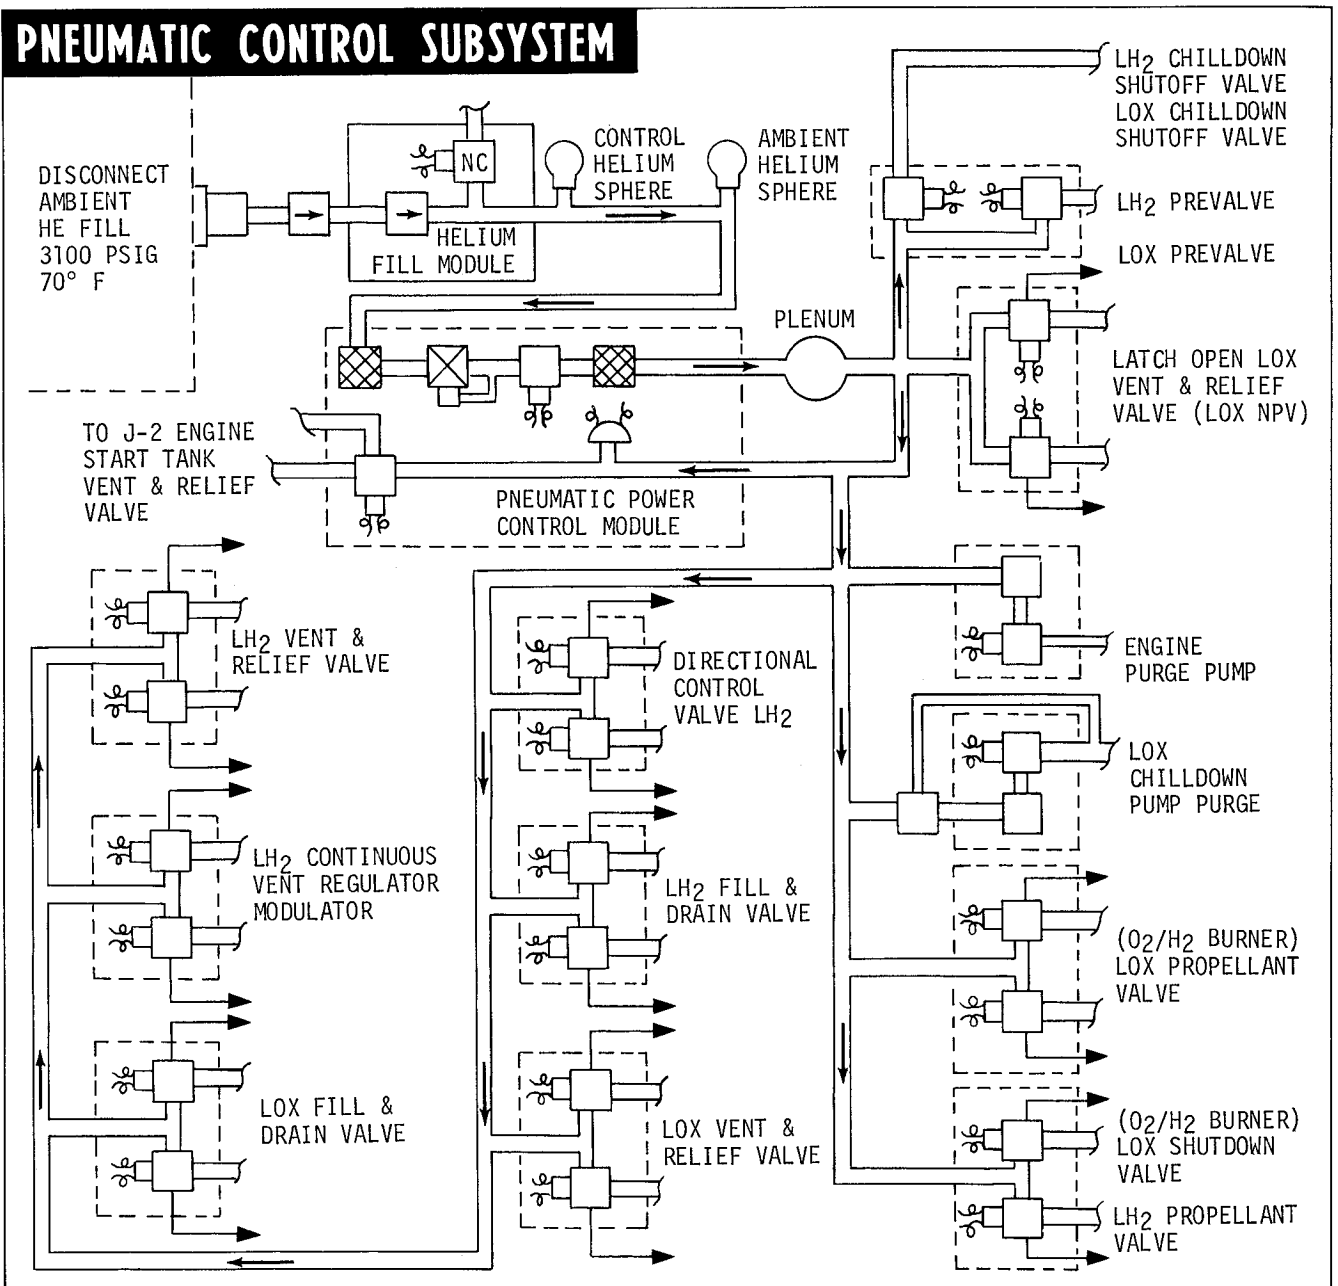 PNEUMATIC CONTROL SUBSYSTEM
LH2 CHILLDOWN
SHUTOFF VALVE
LOX CHILLDOWN
SHUTOFF VALVE
DISCONNECT
AMBIENT
HE FILL
3100 PSIG
70° F
NC
HELIUM
FILL MODULE
CONTROL
HELIUM
SPHERE
AMBIENT
HELIUM
SPHERE
LH2 PREVALVE
LOX PREVALVE
PLENUM
LATCH OPEN LOX
VENT & RELIEF
VALVE (LOX NPV)
TO J-2 ENGINE
START TANK
VENT & RELIEF
VALVE
PNEUMATIC POWER
CONTROL MODULE
LH2 VENT &
RELIEF VALVE
DIRECTIONAL
CONTROL
VALVE LH2
ENGINE
PURGE PUMP
LOX
CHILLDOWN
PUMP PURGE
LH2 CONTINUOUS
VENT REGULATOR
MODULATOR
LH2 FILL &
DRAIN VALVE
(O2/H2 BURNER)
LOX PROPELLANT
VALVE
LOX FILL &
DRAIN VALVE
LOX VENT &
RELIEF VALVE
(O2/H2 BURNER)
LOX SHUTDOWN
VALVE
LH2 PROPELLANT
VALVE